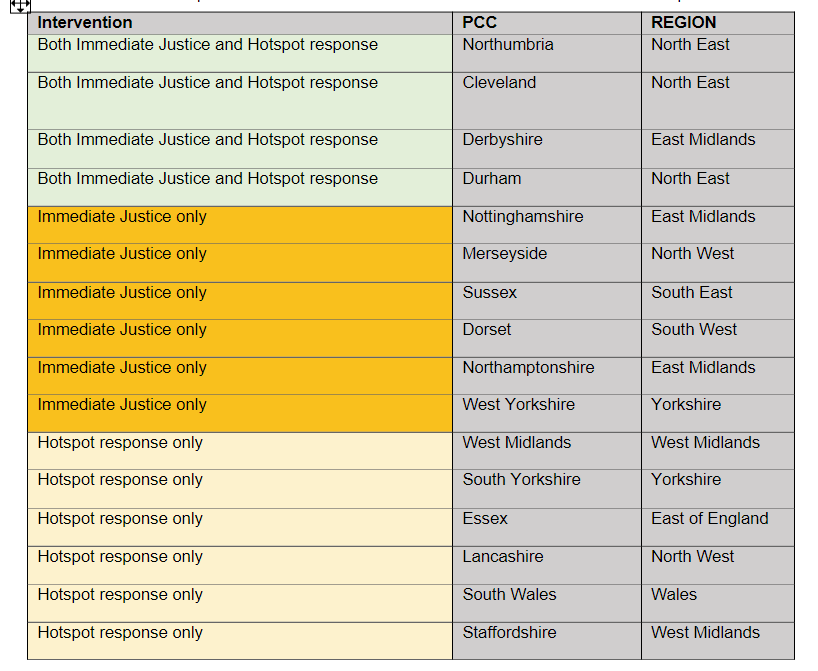 Intervention PCC REGION
Both Immediate Justice and Hotspot response Northumbria North East
Both Immediate Justice and Hotspot response Cleveland North East
Both Immediate Justice and Hotspot response Derbyshire East Midlands
Both Immediate Justice and Hotspot response Durham North East
Immediate Justice only Nottinghamshire East Midlands
Immediate Justice only Merseyside North West
Immediate Justice only Sussex South East
Immediate Justice only Dorset South West
Immediate Justice only Northamptonshire East Midlands
Immediate Justice only West Yorkshire Yorkshire
Hotspot response only West Midlands West Midlands
Hotspot response only South Yorkshire Yorkshire
Hotspot response only Essex East of England
Hotspot response only Lancashire North West
Hotspot response only South Wales Wales
Hotspot response only Staffordshire West Midlands